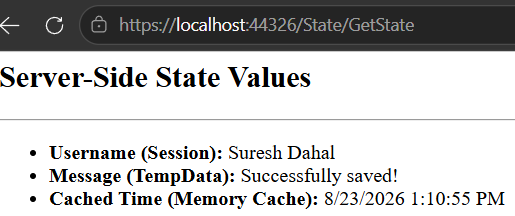 https://localhost:44326/State/GetState
Server-Side State Values
Username (Session): Suresh Dahal
Message (TempData): Successfully saved!
Cached Time (Memory Cache): 8/23/2026 1:10:55 PM